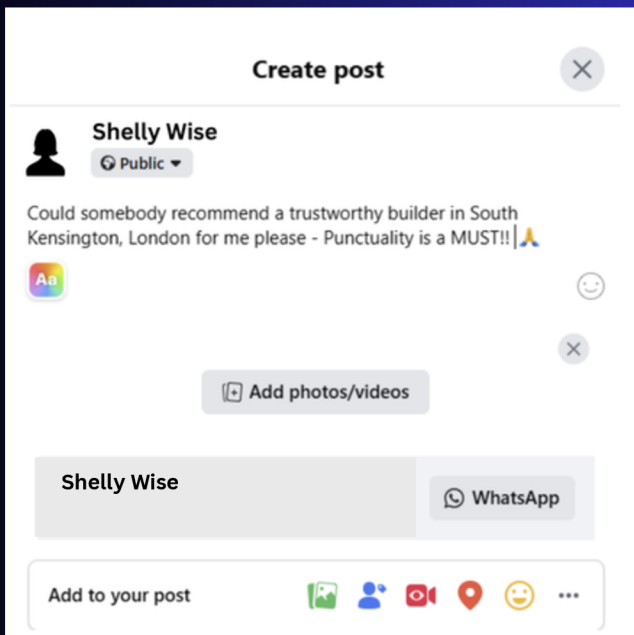 Create post
Shelly Wise
Public
Could somebody recommend a trustworthy builder in South
Kensington, London for me please - Punctuality is a MUST!! 🙏
Aa
Add photos/videos
Shelly Wise
WhatsApp
Add to your post